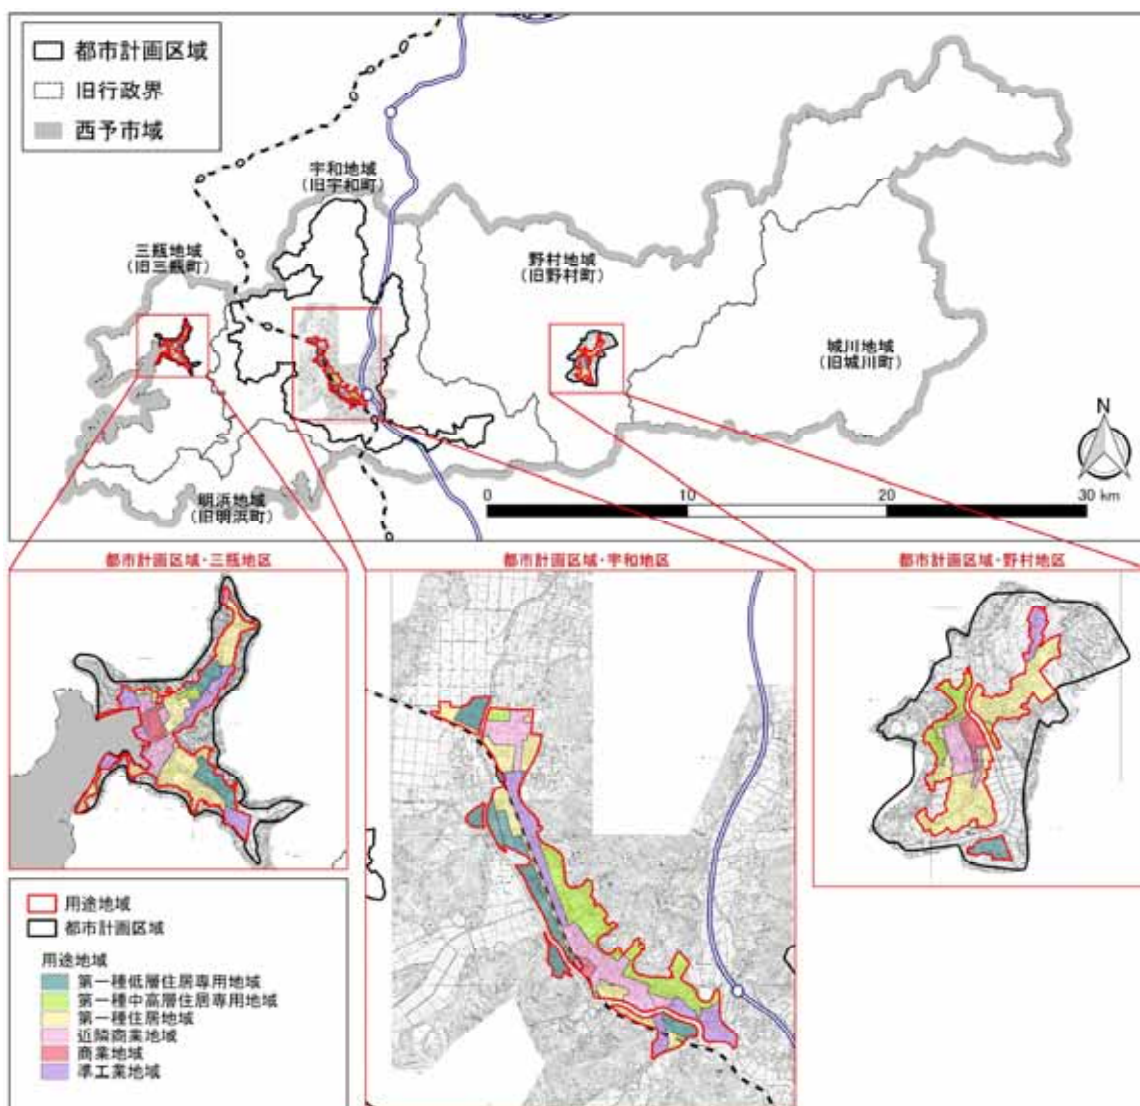 都市計画区域
旧行政界
西予市域
宇和地域
(旧宇和町)
三瓶地域
(旧三瓶町)
野村地域
(旧野村町)
城川地域
(旧城川町)
明浜地域
(旧明浜町)
N
0 10 20 30 km
都市計画区域・三瓶地区
都市計画区域・宇和地区
都市計画区域・野村地区
用途地域
都市計画区域
用途地域
第一種低層住居専用地域
第一種中高層住居専用地域
第一種住居地域
近隣商業地域
商業地域
準工業地域